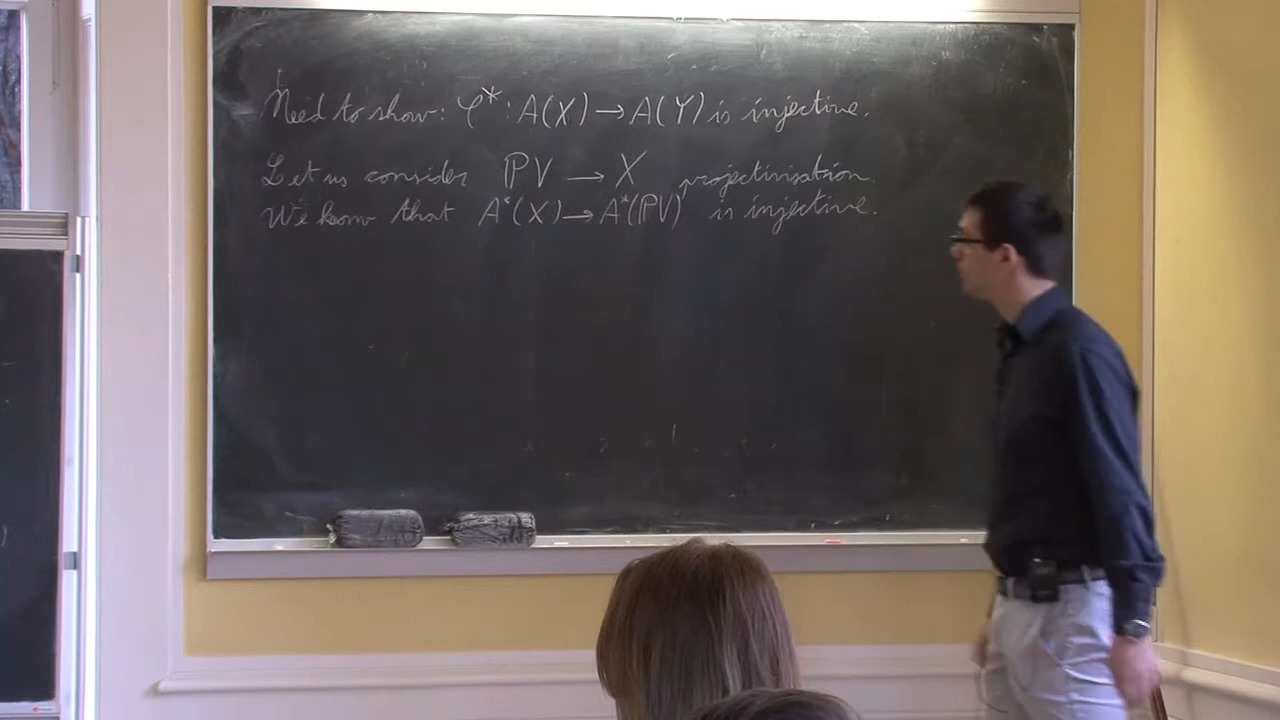 Need to show: φ* : A(X) → A(Y) is injective.
Let us consider ℙV → X projectivisation.
We know that A*(X) → A*(ℙV) is injective.